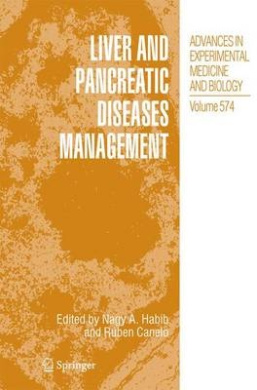 LIVER AND
PANCREATIC
DISEASES
MANAGEMENT
ADVANCES IN
EXPERIMENTAL
MEDICINE
AND BIOLOGY
Volume 574
Edited by Nagy A. Habib
and Ruben Canelo
Springer